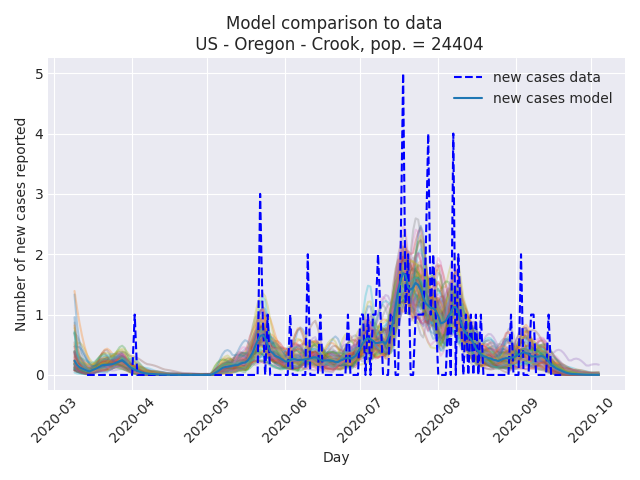 Model comparison to data
US - Oregon - Crook, pop. = 24404
new cases data
new cases model
Number of new cases reported
5
4
3
2
1
0
2020-03
2020-04
2020-05
2020-06
2020-07
2020-08
2020-09
2020-10
Day